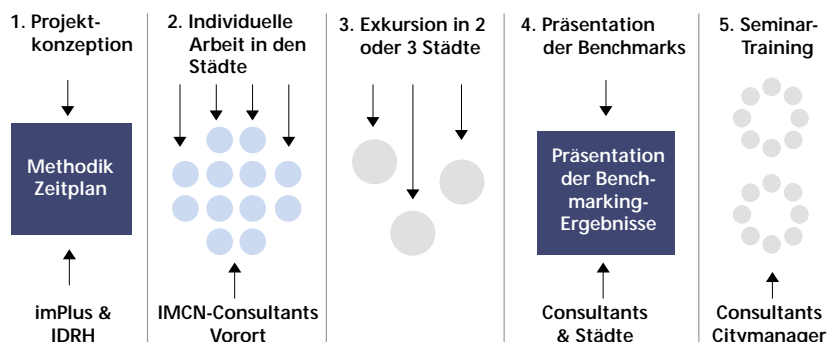 1. Projekt-
konzeption
Methodik
Zeitplan
imPlus &
IDRH
2. Individuelle
Arbeit in den
Städte
IMCN-Consultants
Vorort
3. Exkursion in 2
oder 3 Städte
4. Präsentation
der Benchmarks
Präsentation
der Bench-
marking-
Ergebnisse
Consultants
& Städte
5. Seminar-
Training
Consultants
Citymanager